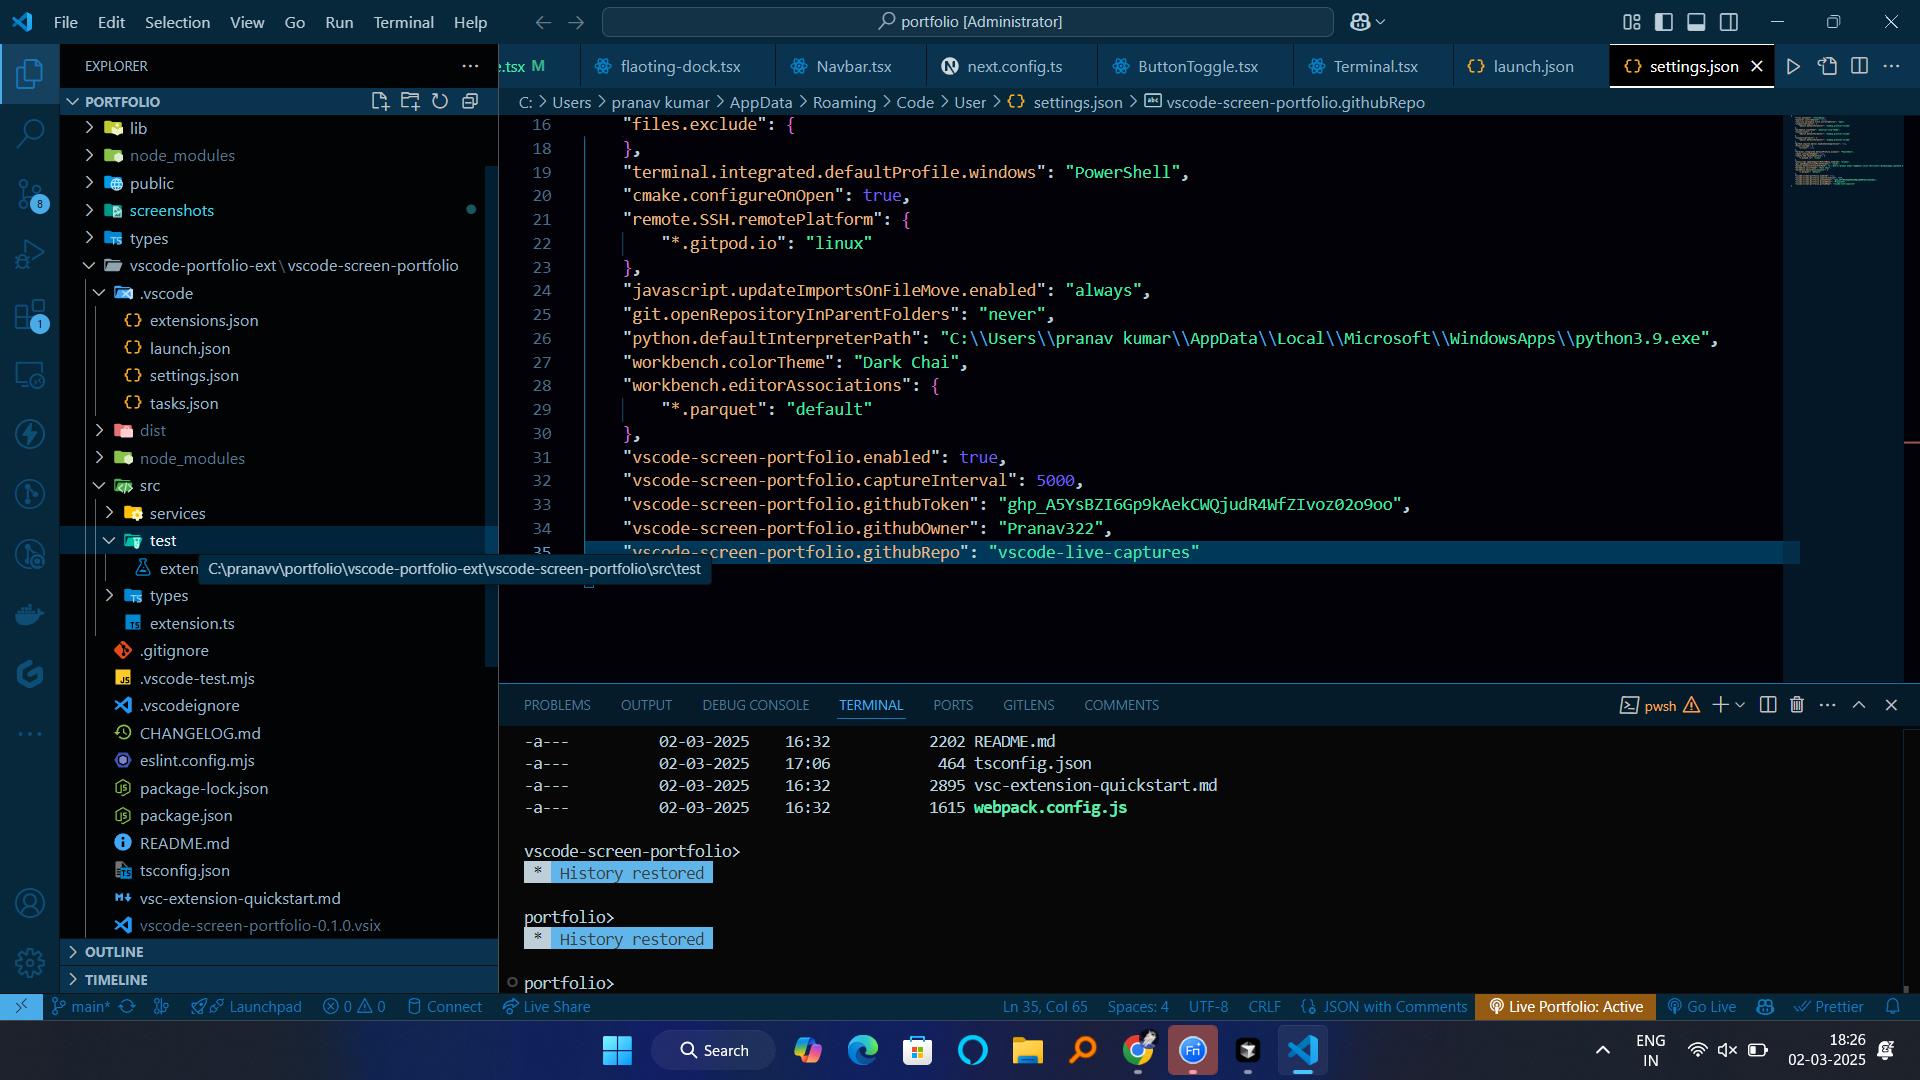 File Edit Selection View Go Run Terminal Help
portfolio [Administrator]
EXPLORER
.tsx M
flaoting-dock.tsx
Navbar.tsx
next.config.ts
ButtonToggle.tsx
Terminal.tsx
launch.json
settings.json
PORTFOLIO
C: > Users > pranav kumar > AppData > Roaming > Code > User > settings.json > vscode-screen-portfolio.githubRepo
lib
node_modules
public
screenshots
types
vscode-portfolio-ext\vscode-screen-portfolio
.vscode
extensions.json
launch.json
settings.json
tasks.json
dist
node_modules
src
services
test
exten
types
extension.ts
.gitignore
.vscode-test.mjs
.vscodeignore
CHANGELOG.md
eslint.config.mjs
package-lock.json
package.json
README.md
tsconfig.json
vsc-extension-quickstart.md
vscode-screen-portfolio-0.1.0.vsix
OUTLINE
TIMELINE
8
1
16 "files.exclude": {
18 },
19 "terminal.integrated.defaultProfile.windows": "PowerShell",
20 "cmake.configureOnOpen": true,
21 "remote.SSH.remotePlatform": {
22 "*.gitpod.io": "linux"
23 },
24 "javascript.updateImportsOnFileMove.enabled": "always",
25 "git.openRepositoryInParentFolders": "never",
26 "python.defaultInterpreterPath": "C:\\Users\\pranav kumar\\AppData\\Local\\Microsoft\\WindowsApps\\python3.9.exe",
27 "workbench.colorTheme": "Dark Chai",
28 "workbench.editorAssociations": {
29 "*.parquet": "default"
30 },
31 "vscode-screen-portfolio.enabled": true,
32 "vscode-screen-portfolio.captureInterval": 5000,
33 "vscode-screen-portfolio.githubToken": "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",
34 "vscode-screen-portfolio.githubOwner": "Pranav322",
35 "vscode-screen-portfolio.githubRepo": "vscode-live-captures"
C:\pranavv\portfolio\vscode-portfolio-ext\vscode-screen-portfolio\src\test
PROBLEMS OUTPUT DEBUG CONSOLE TERMINAL PORTS GITLENS COMMENTS
pwsh
-a--- 02-03-2025 16:32 2202 README.md
-a--- 02-03-2025 17:06 464 tsconfig.json
-a--- 02-03-2025 16:32 2895 vsc-extension-quickstart.md
-a--- 02-03-2025 16:32 1615 webpack.config.js
vscode-screen-portfolio>
* History restored
portfolio>
* History restored
portfolio>
main* Launchpad 0 0 Connect Live Share Ln 35, Col 65 Spaces: 4 UTF-8 CRLF {} JSON with Comments Live Portfolio: Active Go Live Prettier
Search
Fn
ENG
IN
18:26
02-03-2025